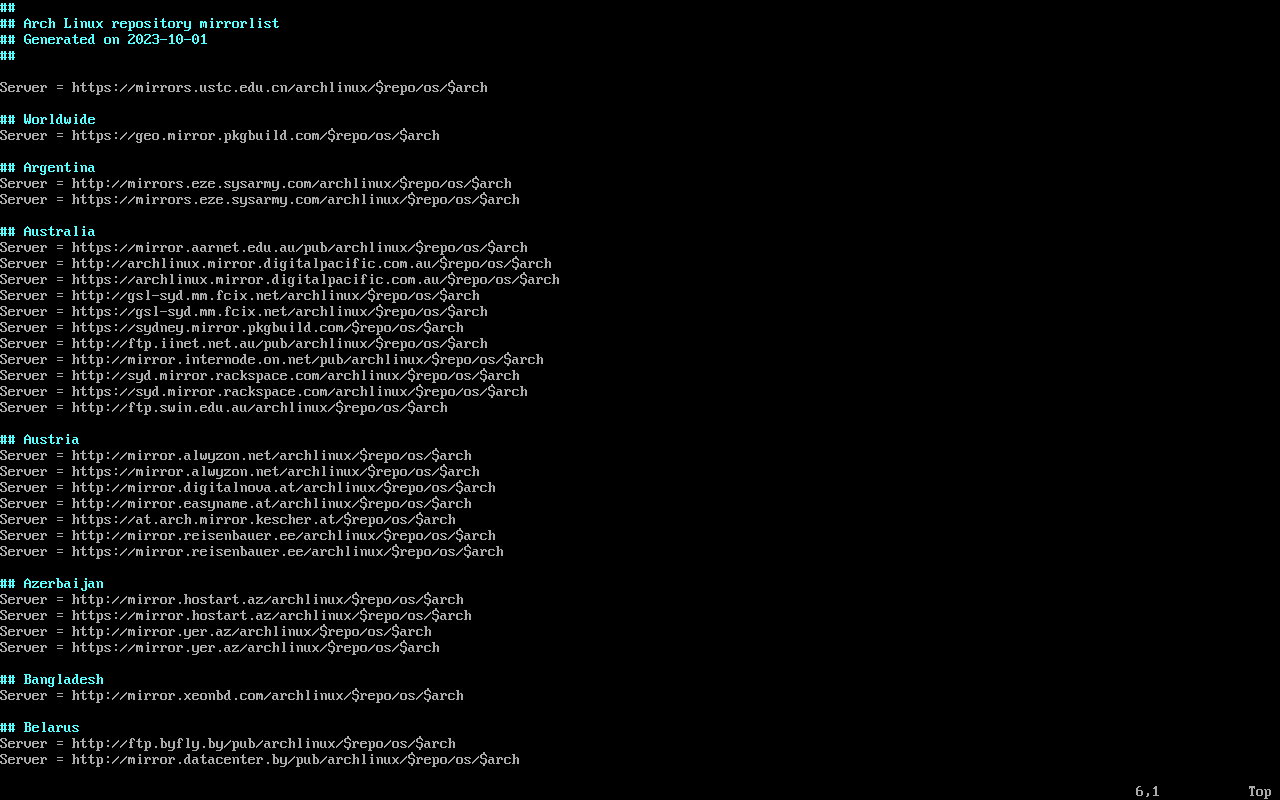 ##
## Arch Linux repository mirrorlist
## Generated on 2023-10-01
##
Server = https://mirrors.ustc.edu.cn/archlinux/$repo/os/$arch
## Worldwide
Server = https://geo.mirror.pkgbuild.com/$repo/os/$arch
## Argentina
Server = http://mirrors.eze.sysarmy.com/archlinux/$repo/os/$arch
Server = https://mirrors.eze.sysarmy.com/archlinux/$repo/os/$arch
## Australia
Server = https://mirror.aarnet.edu.au/pub/archlinux/$repo/os/$arch
Server = http://archlinux.mirror.digitalpacific.com.au/$repo/os/$arch
Server = https://archlinux.mirror.digitalpacific.com.au/$repo/os/$arch
Server = http://gsl-syd.mm.fcix.net/archlinux/$repo/os/$arch
Server = https://gsl-syd.mm.fcix.net/archlinux/$repo/os/$arch
Server = https://sydney.mirror.pkgbuild.com/$repo/os/$arch
Server = http://ftp.iinet.net.au/pub/archlinux/$repo/os/$arch
Server = http://mirror.internode.on.net/pub/archlinux/$repo/os/$arch
Server = http://syd.mirror.rackspace.com/archlinux/$repo/os/$arch
Server = https://syd.mirror.rackspace.com/archlinux/$repo/os/$arch
Server = http://ftp.swin.edu.au/archlinux/$repo/os/$arch
## Austria
Server = http://mirror.alwyzon.net/archlinux/$repo/os/$arch
Server = https://mirror.alwyzon.net/archlinux/$repo/os/$arch
Server = http://mirror.digitalnova.at/archlinux/$repo/os/$arch
Server = http://mirror.easyname.at/archlinux/$repo/os/$arch
Server = https://at.arch.mirror.kescher.at/$repo/os/$arch
Server = http://mirror.reisenbauer.ee/archlinux/$repo/os/$arch
Server = https://mirror.reisenbauer.ee/archlinux/$repo/os/$arch
## Azerbaijan
Server = http://mirror.hostart.az/archlinux/$repo/os/$arch
Server = https://mirror.hostart.az/archlinux/$repo/os/$arch
Server = http://mirror.yer.az/archlinux/$repo/os/$arch
Server = https://mirror.yer.az/archlinux/$repo/os/$arch
## Bangladesh
Server = http://mirror.xeonbd.com/archlinux/$repo/os/$arch
## Belarus
Server = http://ftp.byfly.by/pub/archlinux/$repo/os/$arch
Server = http://mirror.datacenter.by/pub/archlinux/$repo/os/$arch
6,1 Top